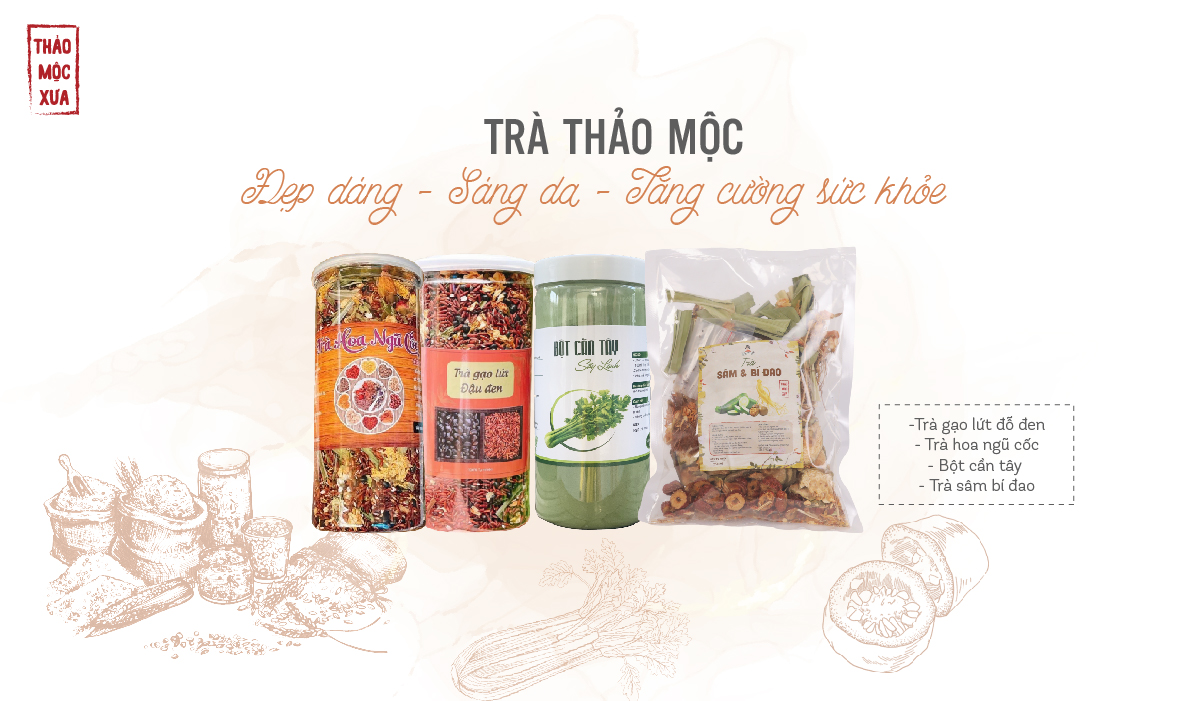 THẢO
MỘC
XƯA
TRÀ THẢO MỘC
Đẹp dáng - Sáng da - Tăng cường sức khỏe
Trà Hoa Ngũ
Trà gạo lứt
Đậu đen
BỘT CẦN TÂY
Sấy Lạnh
Trà
SÂM & BÍ ĐAO
-Trà gạo lứt đỗ đen
- Trà hoa ngũ cốc
- Bột cần tây
- Trà sâm bí đao